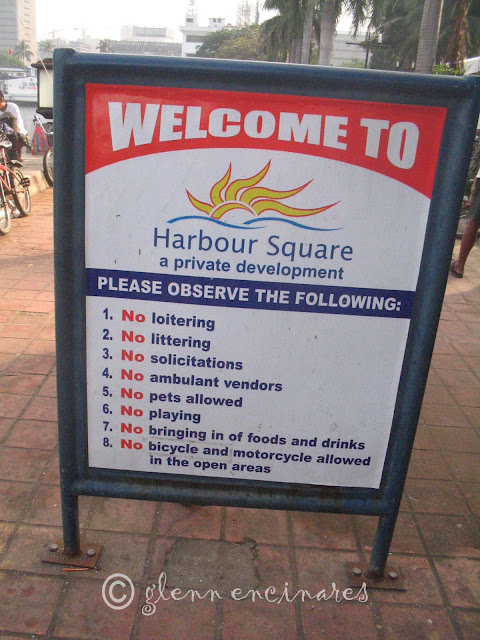 WELCOME TO
Harbour Square
a private development
PLEASE OBSERVE THE FOLLOWING:
1. No loitering
2. No littering
3. No solicitations
4. No ambulant vendors
5. No pets allowed
6. No playing
7. No bringing in of foods and drinks
8. No bicycle and motorcycle allowed
in the open areas
© glenn encinares